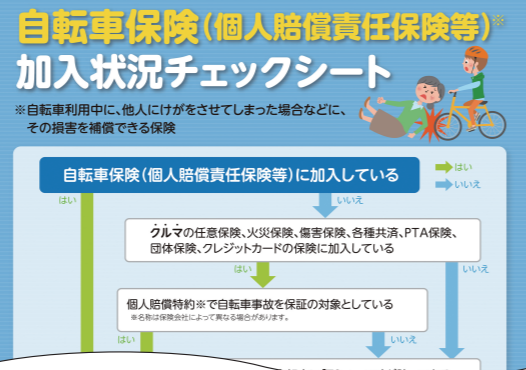 自転車保険(個人賠償責任保険等)※
加入状況チェックシート
※自転車利用中に、他人にけがをさせてしまった場合などに、
その損害を補償できる保険
自転車保険(個人賠償責任保険等)に加入している
はい
いいえ
はい
いいえ
クルマの任意保険、火災保険、傷害保険、各種共済、PTA保険、
団体保険、クレジットカードの保険に加入している
はい
いいえ
個人賠償特約※で自転車事故を保証の対象としている
※名称は保険会社によって異なる場合があります。
はい
いいえ